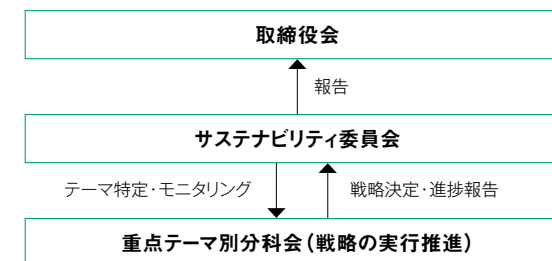 取締役会
報告
サステナビリティ委員会
テーマ特定・モニタリング
戦略決定・進捗報告
重点テーマ別分科会（戦略の実行推進）